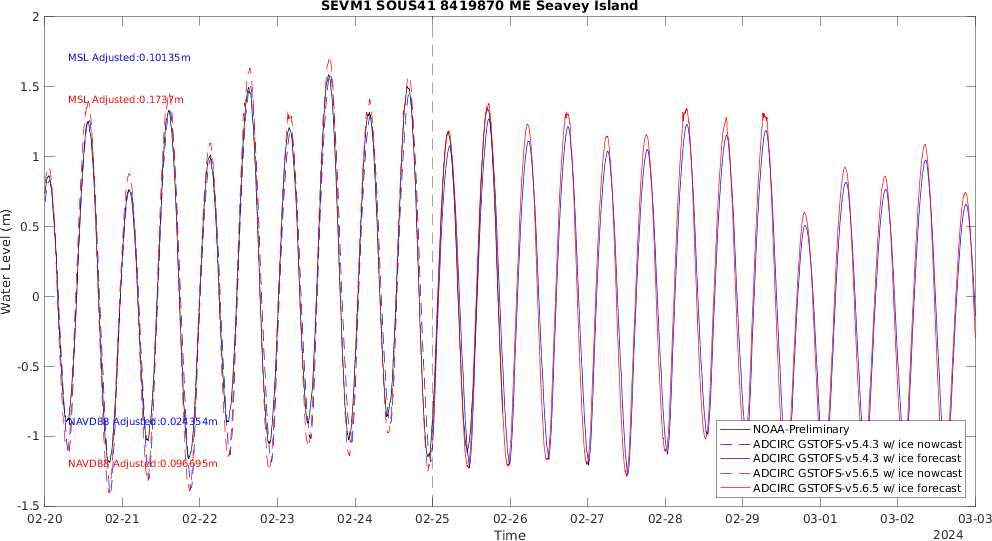 SEVM1 SOUS41 8419870 ME Seavey Island
2
1.5
1
0.5
0
-0.5
-1
-1.5
Water Level (m)
MSL Adjusted:0.10135m
MSL Adjusted:0.1737m
NAVD88 Adjusted:0.024354m
NAVD88 Adjusted:0.096695m
NOAA-Preliminary
ADCIRC GSTOFS-v5.4.3 w/ ice nowcast
ADCIRC GSTOFS-v5.4.3 w/ ice forecast
ADCIRC GSTOFS-v5.6.5 w/ ice nowcast
ADCIRC GSTOFS-v5.6.5 w/ ice forecast
02-20 02-21 02-22 02-23 02-24 02-25 02-26 02-27 02-28 02-29 03-01 03-02 03-03
Time
2024